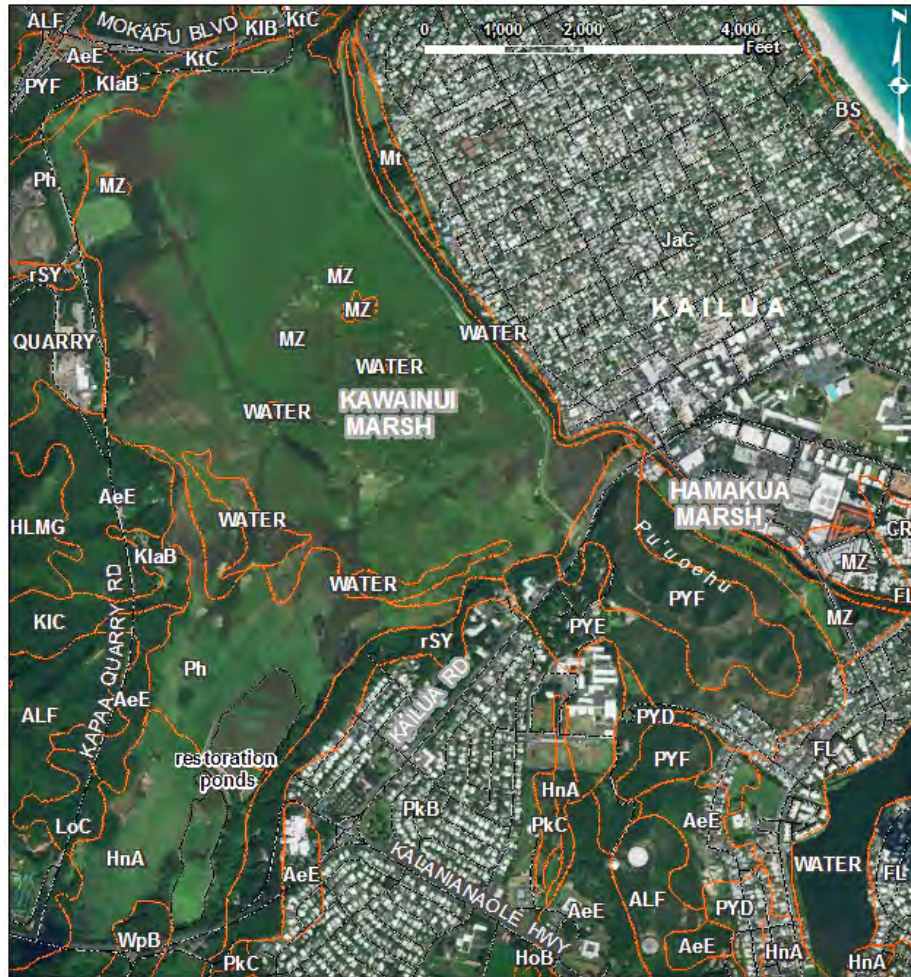 ALF
MOKAPU BLVD
KIB
KtC
AeE
KtC
PYF
KlaB
0
1,000
2,000
4,000
Feet
N
BS
Mt
Ph
MZ
JaC
rSY
MZ
MZ
KAILUA
QUARRY
MZ
WATER
WATER
KAWAINUI
MARSH
WATER
AeE
HAMAKUA
MARSH
HLMG
WATER
CR
KlaB
Pu'uoehu
MZ
WATER
PYF
FL
KIC
KAPAA QUARRY RD
PYE
MZ
rSY
Ph
KAILUA RD
ALF
AeE
PYD
restoration
ponds
PYF
FL
HnA
LoC
PkB
PkC
AeE
HnA
KALANIANAOLE HWY
WATER
FL
AeE
AeE
ALF
PYD
WpB
AeE
HnA
PkC
HoB
HnA